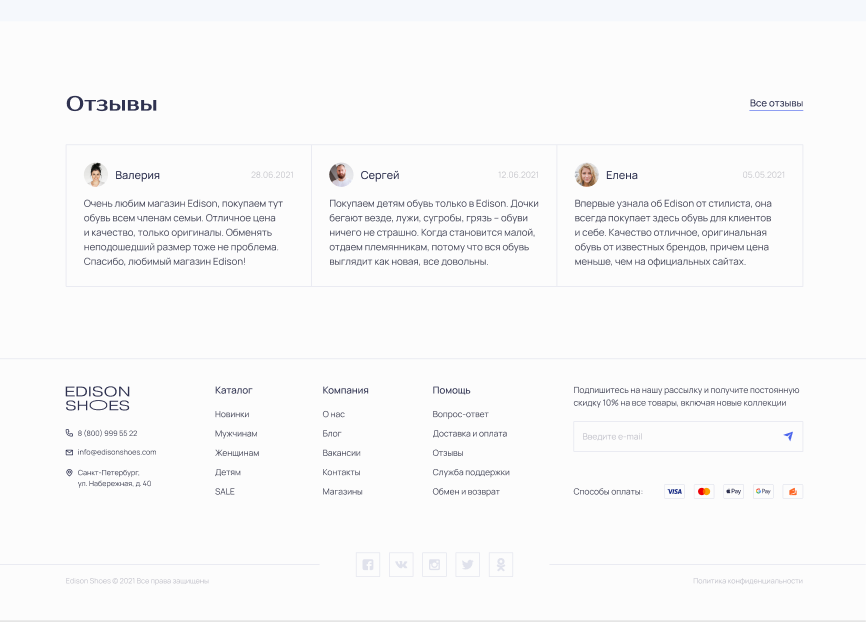 Отзывы
Все отзывы
Валерия
28.06.2021
Очень любим магазин Edison, покупаем тут
обувь всем членам семьи. Отличное цена
и качество, только оригиналы. Обменять
неподошедший размер тоже не проблема.
Спасибо, любимый магазин Edison!
Сергей
12.06.2021
Покупаем детям обувь только в Edison. Дочки
бегают везде, лужи, сугробы, грязь – обуви
ничего не страшно. Когда становится малой,
отдаем племянникам, потому что вся обувь
выглядит как новая, все довольны.
Елена
05.05.2021
Впервые узнала об Edison от стилиста, она
всегда покупает здесь обувь для клиентов
и себе. Качество отличное, оригинальная
обувь от известных брендов, причем цена
меньше, чем на официальных сайтах.
EDISON
SHOES
8 (800) 999 55 22
info@edisonshoes.com
Санкт-Петербург,
ул. Набережная, д. 40
Каталог
Новинки
Мужчинам
Женщинам
Детям
SALE
Компания
О нас
Блог
Вакансии
Контакты
Магазины
Помощь
Вопрос-ответ
Доставка и оплата
Отзывы
Служба поддержки
Обмен и возврат
Подпишитесь на нашу рассылку и получите постоянную
скидку 10% на все товары, включая новые коллекции
Введите e-mail
Способы оплаты:
VISA
Pay
G Pay
Edison Shoes © 2021 Все права защищены
Политика конфиденциальности